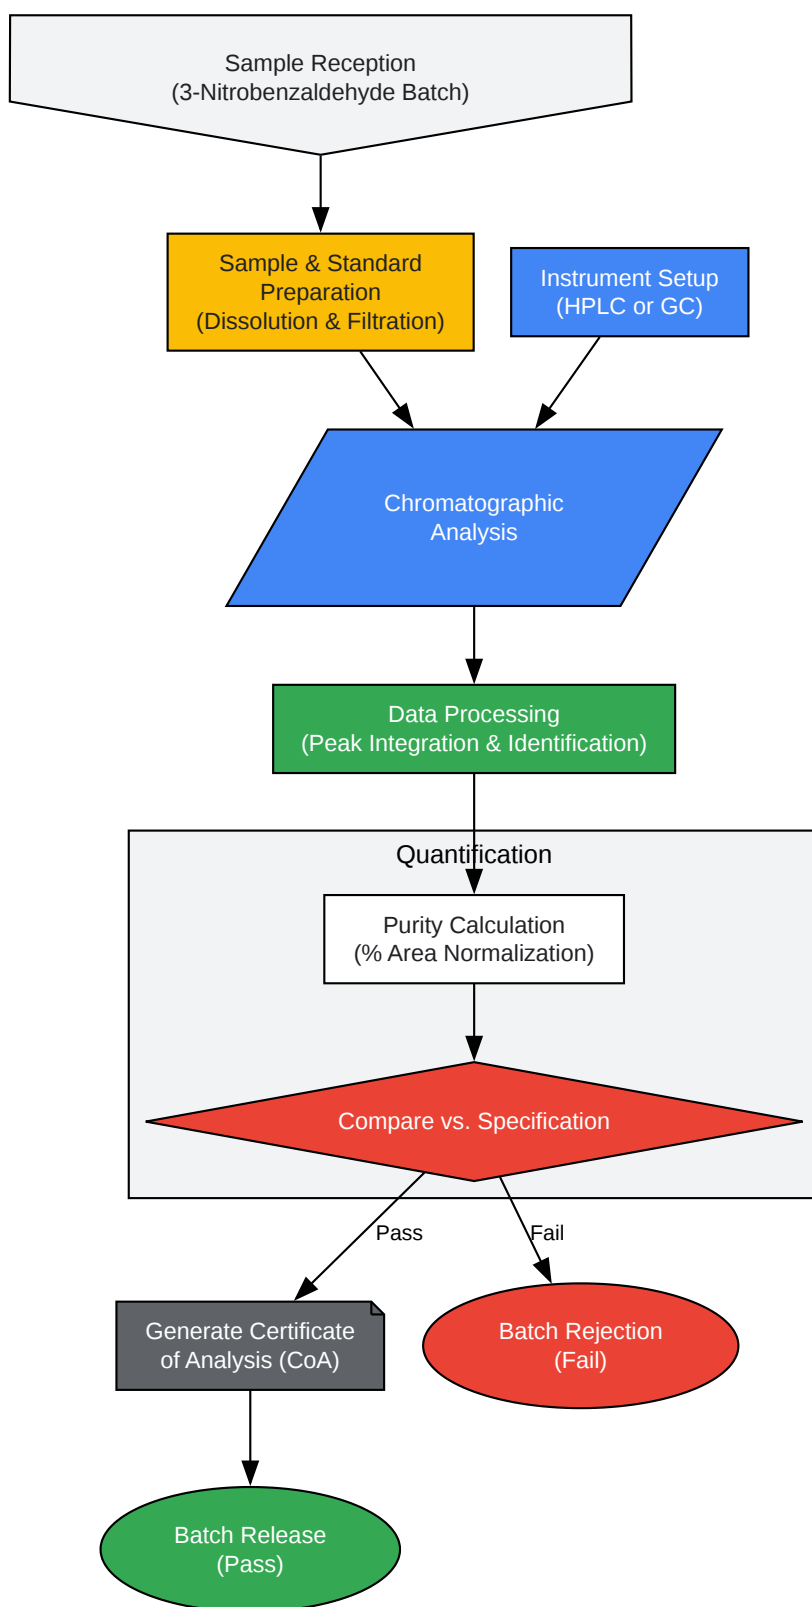 Sample Reception
(3-Nitrobenzaldehyde Batch)
Sample & Standard
Preparation
(Dissolution & Filtration)
Instrument Setup
(HPLC or GC)
Chromatographic
Analysis
Data Processing
(Peak Integration & Identification)
Quantification
Purity Calculation
(% Area Normalization)
Compare vs. Specification
Pass
Fail
Generate Certificate
of Analysis (CoA)
Batch Rejection
(Fail)
Batch Release
(Pass)